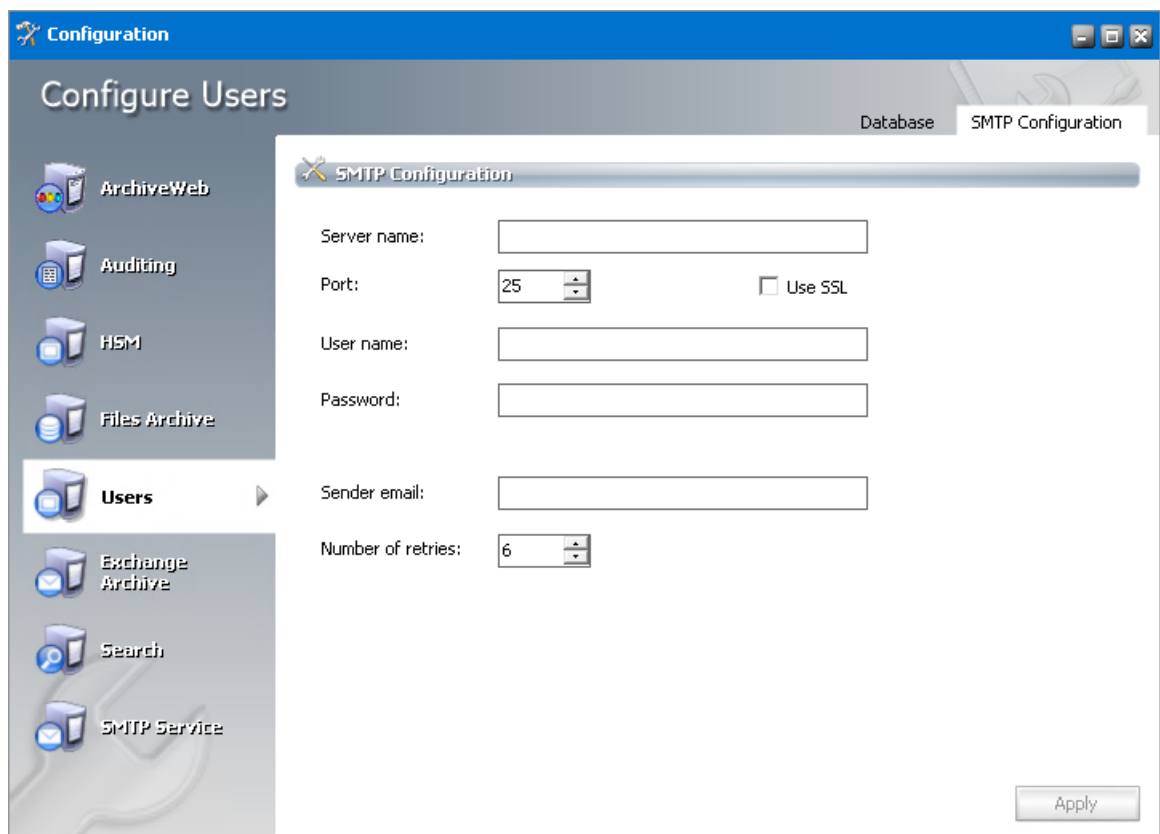 Configuration
Configure Users
Database
SMTP Configuration
ArchiveWeb
Auditing
HSM
Files Archive
Users
Exchange
Archive
Search
SMTP Service
SMTP Configuration
Server name:
Port: 25 Use SSL
User name:
Password:
Sender email:
Number of retries: 6
Apply